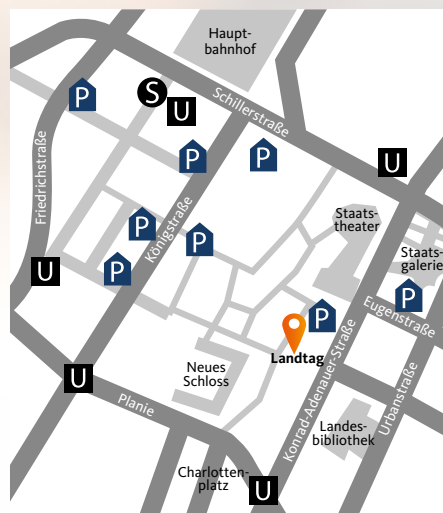 Haupt-
bahnhof
P
S
U
Schillerstraße
P
P
U
Friedrichstraße
Königstraße
Staats-
theater
P
P
Staats-
galerie
U
P
P
P
Eugenstraße
Landtag
Neues
Schloss
Konrad-Adenauer-Straße
Urbanstraße
U
Planie
Landes-
bibliothek
Charlotten-
platz
U